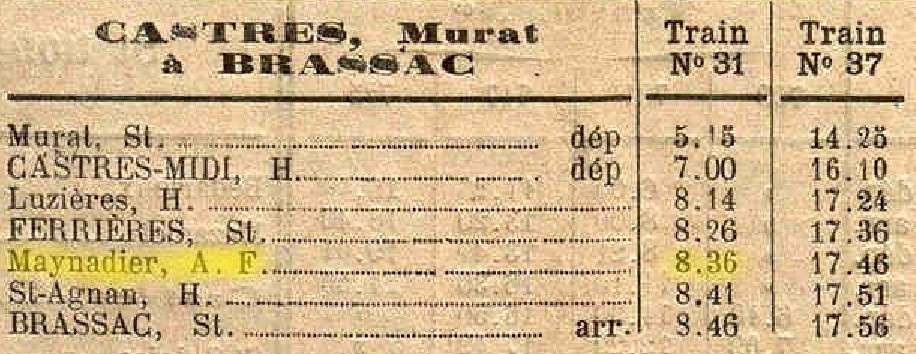 CASTRES, Murat Train Train
à BRASSAC No 31 No 37
Murat, St. dép 5.15 14.25
CASTRES-MIDI, H. dép 7.00 16.10
Luzières, H. 8.14 17.24
FERRIÈRES, St. 8.26 17.36
Maynadier, A. F. 8.36 17.46
St-Agnan, H. 8.41 17.51
BRASSAC, St. arr. 8.46 17.56